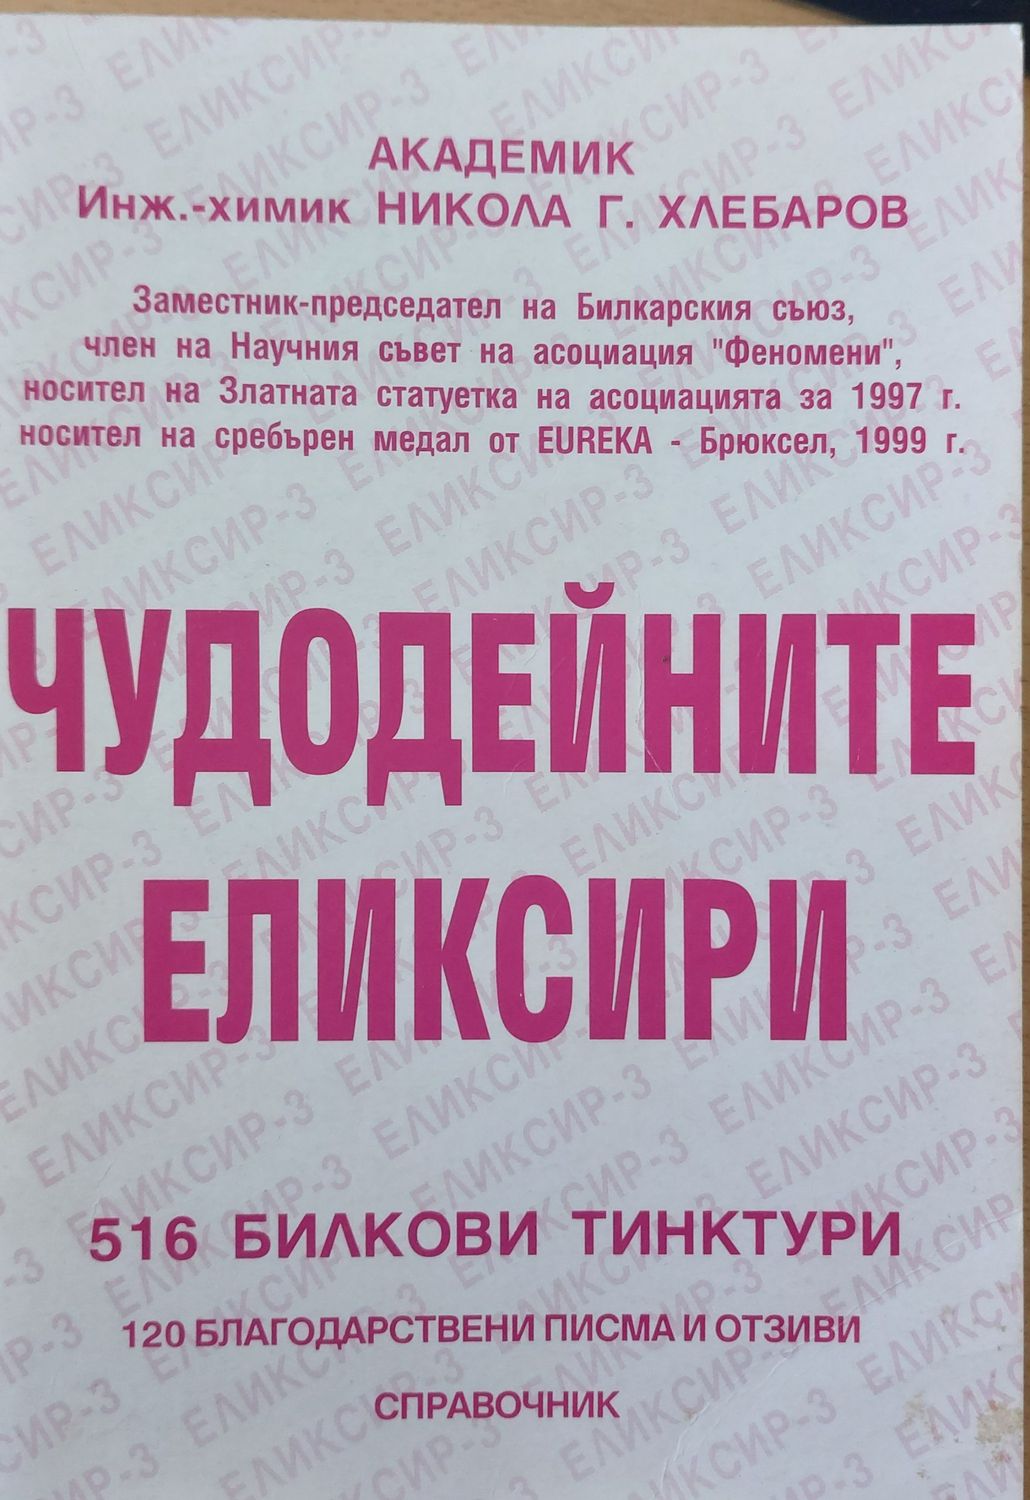 АКАДЕМИК
Инж.-химик НИКОЛА Г. ХЛЕБАРОВ
Заместник-председател на Билкарския съюз,
член на Научния съвет на асоциация "Феномени",
носител на Златната статуетка на асоциацията за 1997 г.
носител на сребърен медал от EUREKA - Брюксел, 1999 г.
ЧУДОДЕЙНИТЕ
ЕЛИКСИРИ
516 БИЛКОВИ ТИНКТУРИ
120 БЛАГОДАРСТВЕНИ ПИСМА И ОТЗИВИ
СПРАВОЧНИК
ЕЛИКСИР-3